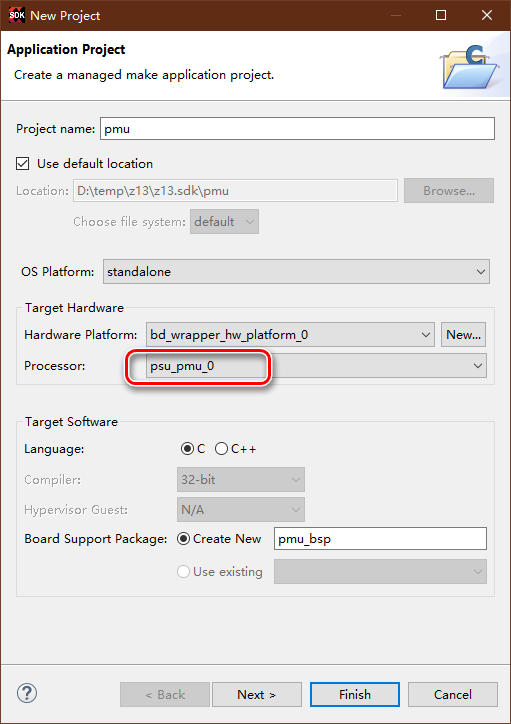 SDK New Project
Application Project
Create a managed make application project.
C
Project name: pmu
Use default location
Location: D:\temp\z13\z13.sdk\pmu Browse...
Choose file system: default
OS Platform: standalone
Target Hardware
Hardware Platform: bd_wrapper_hw_platform_0 New...
Processor: psu_pmu_0
Target Software
Language: C C++
Compiler: 32-bit
Hypervisor Guest: N/A
Board Support Package: Create New pmu_bsp
Use existing
? < Back Next > Finish Cancel